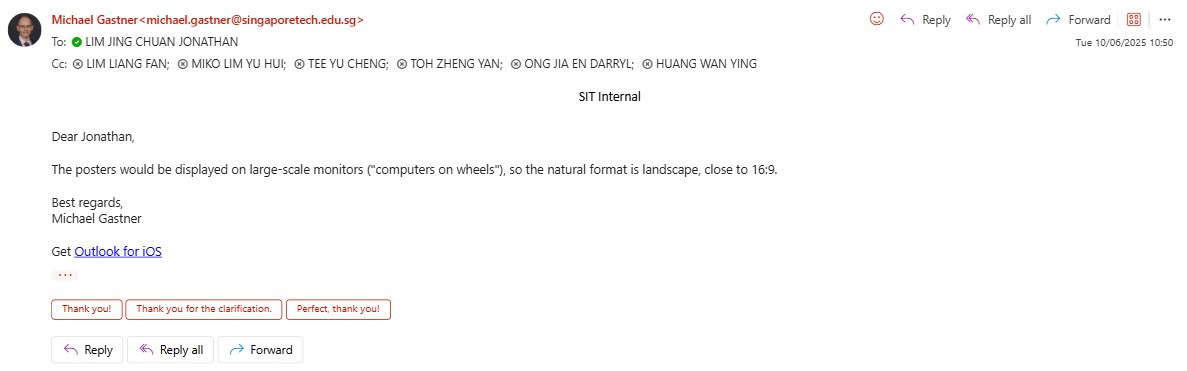 Michael Gastner<michael.gastner@singaporetech.edu.sg>
Reply Reply all Forward
To: LIM JING CHUAN JONATHAN
Tue 10/06/2025 10:50
Cc: LIM LIANG FAN; MIKO LIM YU HUI; TEE YU CHENG; TOH ZHENG YAN; ONG JIA EN DARRYL; HUANG WAN YING
SIT Internal
Dear Jonathan,
The posters would be displayed on large-scale monitors ("computers on wheels"), so the natural format is landscape, close to 16:9.
Best regards,
Michael Gastner
Get Outlook for iOS
Thank you! Thank you for the clarification. Perfect, thank you!
Reply Reply all Forward